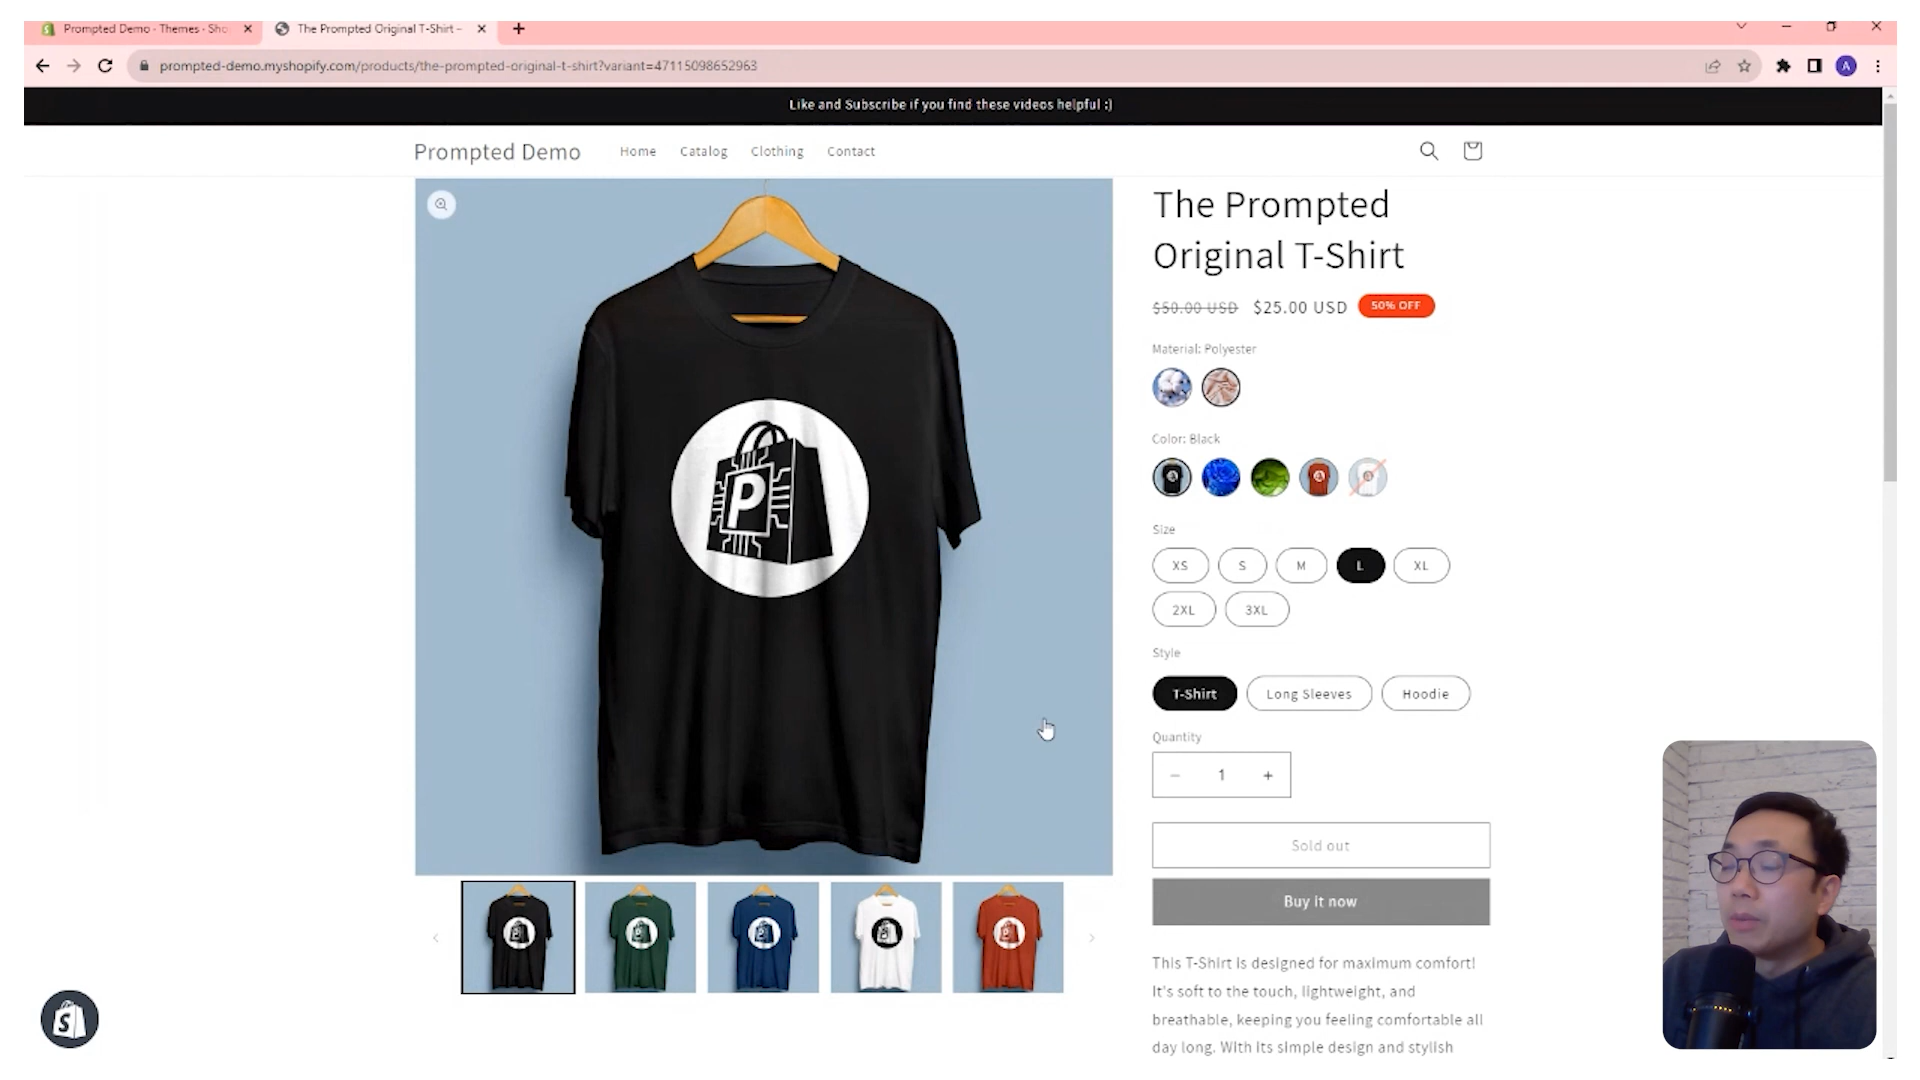 Prompted Demo - Themes - Sho
The Prompted Original T-Shirt –
prompted-demo.myshopify.com/products/the-prompted-original-t-shirt?variant=47115098652963
A
Like and Subscribe if you find these videos helpful :)
Prompted Demo
Home
Catalog
Clothing
Contact
P
The Prompted
Original T-Shirt
$50.00 USD $25.00 USD 50% OFF
Material: Polyester
Color: Black
Size
XS S M L XL
2XL 3XL
Style
T-Shirt Long Sleeves Hoodie
Quantity
− 1 +
Sold out
Buy it now
This T-Shirt is designed for maximum comfort!
It's soft to the touch, lightweight, and
breathable, keeping you feeling comfortable all
day long. With its simple design and stylish